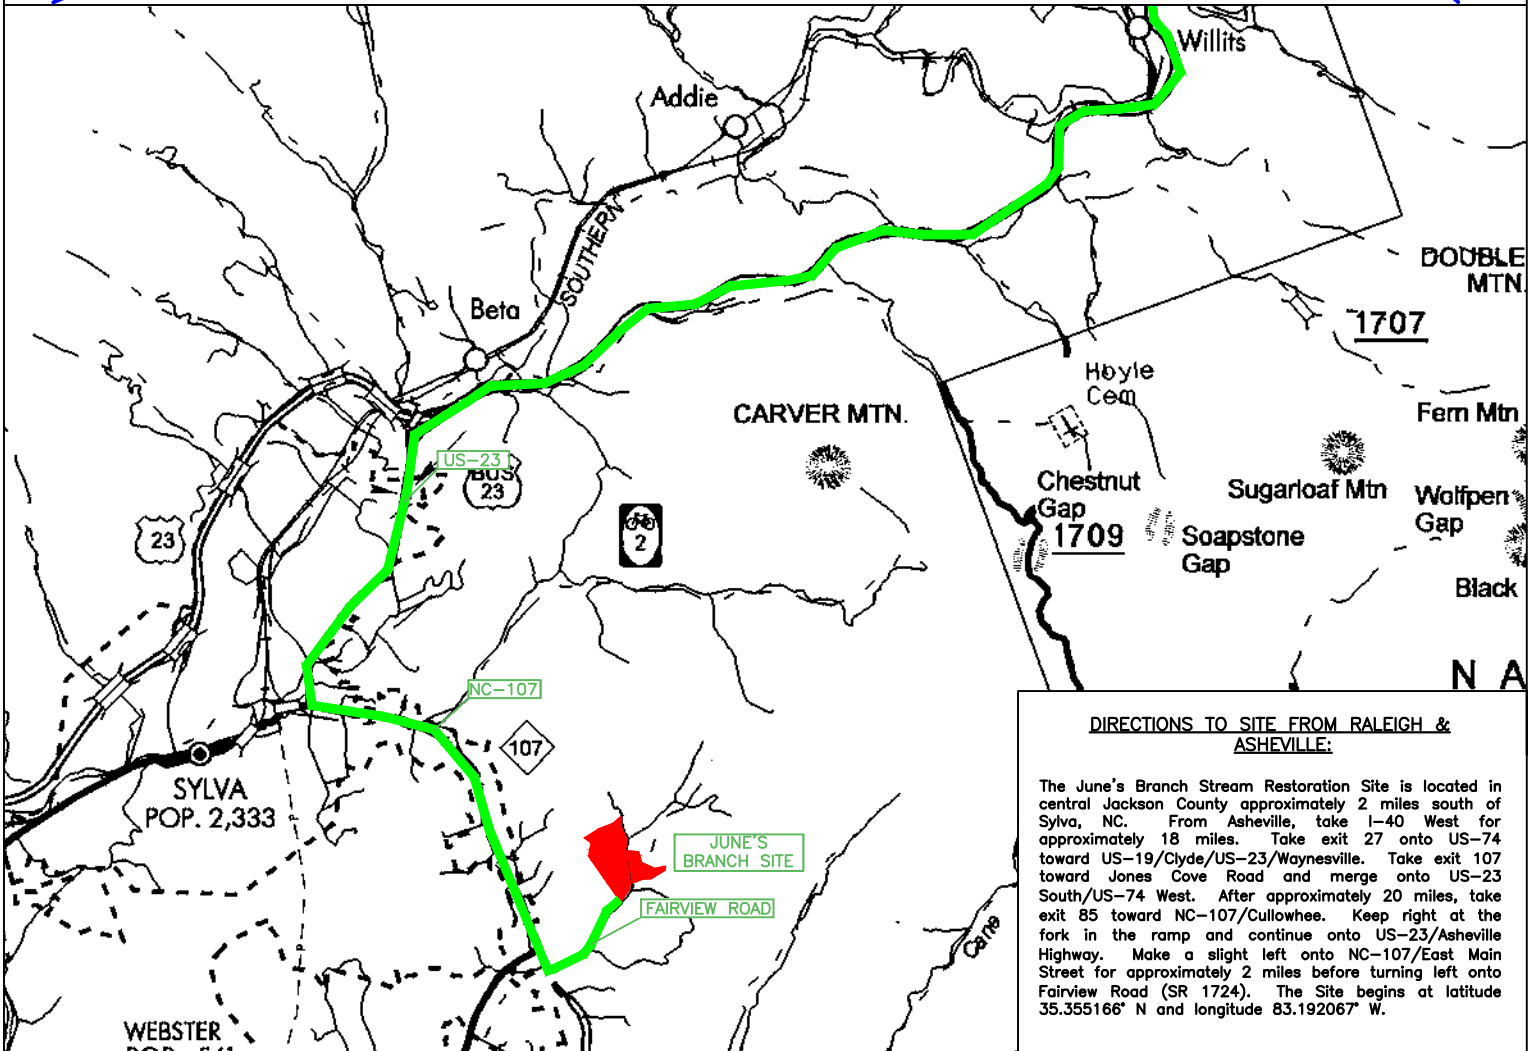 Willits
Addie
SOUTHERN
DOUBLE
MTN.
Beta
1707
Hoyle
Cem
CARVER MTN.
Fern Mtn
US-23
BUS
23
Chestnut
Gap
Sugarloaf Mtn
Wolfpen
Gap
23
2
1709
Soapstone
Gap
Black
N A
NC-107
107
SYLVA
POP. 2,333
JUNE'S
BRANCH SITE
FAIRVIEW ROAD
Cane
WEBSTER
DIRECTIONS TO SITE FROM RALEIGH &
ASHEVILLE:
The June's Branch Stream Restoration Site is located in
central Jackson County approximately 2 miles south of
Sylva, NC. From Asheville, take I-40 West for
approximately 18 miles. Take exit 27 onto US-74
toward US-19/Clyde/US-23/Waynesville. Take exit 107
toward Jones Cove Road and merge onto US-23
South/US-74 West. After approximately 20 miles, take
exit 85 toward NC-107/Cullowhee. Keep right at the
fork in the ramp and continue onto US-23/Asheville
Highway. Make a slight left onto NC-107/East Main
Street for approximately 2 miles before turning left onto
Fairview Road (SR 1724). The Site begins at latitude
35.355166° N and longitude 83.192067° W.